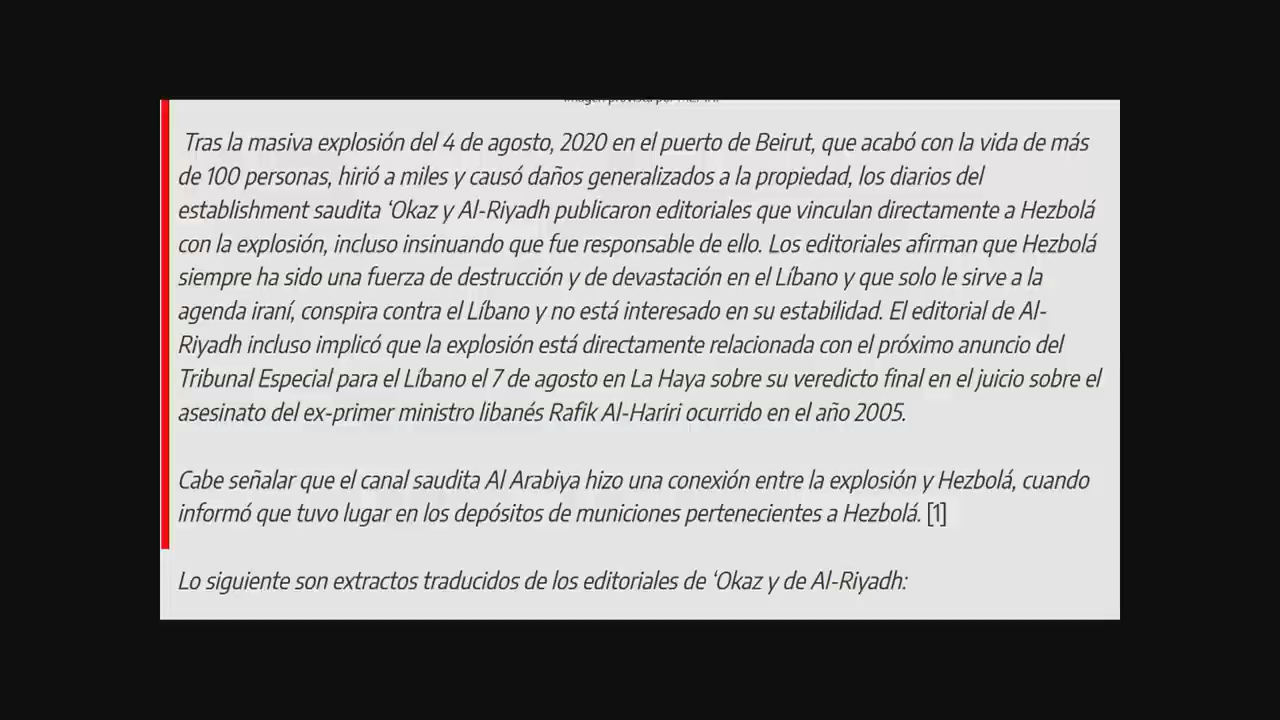 Tras la masiva explosión del 4 de agosto, 2020 en el puerto de Beirut, que acabó con la vida de más
de 100 personas, hirió a miles y causó daños generalizados a la propiedad, los diarios del
establishment saudita ‘Okaz y Al-Riyadh publicaron editoriales que vinculan directamente a Hezbolá
con la explosión, incluso insinuando que fue responsable de ello. Los editoriales afirman que Hezbolá
siempre ha sido una fuerza de destrucción y de devastación en el Líbano y que solo le sirve a la
agenda iraní, conspira contra el Líbano y no está interesado en su estabilidad. El editorial de Al-
Riyadh incluso implicó que la explosión está directamente relacionada con el próximo anuncio del
Tribunal Especial para el Líbano el 7 de agosto en La Haya sobre su veredicto final en el juicio sobre el
asesinato del ex-primer ministro libanés Rafik Al-Hariri ocurrido en el año 2005.
Cabe señalar que el canal saudita Al Arabiya hizo una conexión entre la explosión y Hezbolá, cuando
informó que tuvo lugar en los depósitos de municiones pertenecientes a Hezbolá. [1]
Lo siguiente son extractos traducidos de los editoriales de ‘Okaz y de Al-Riyadh: